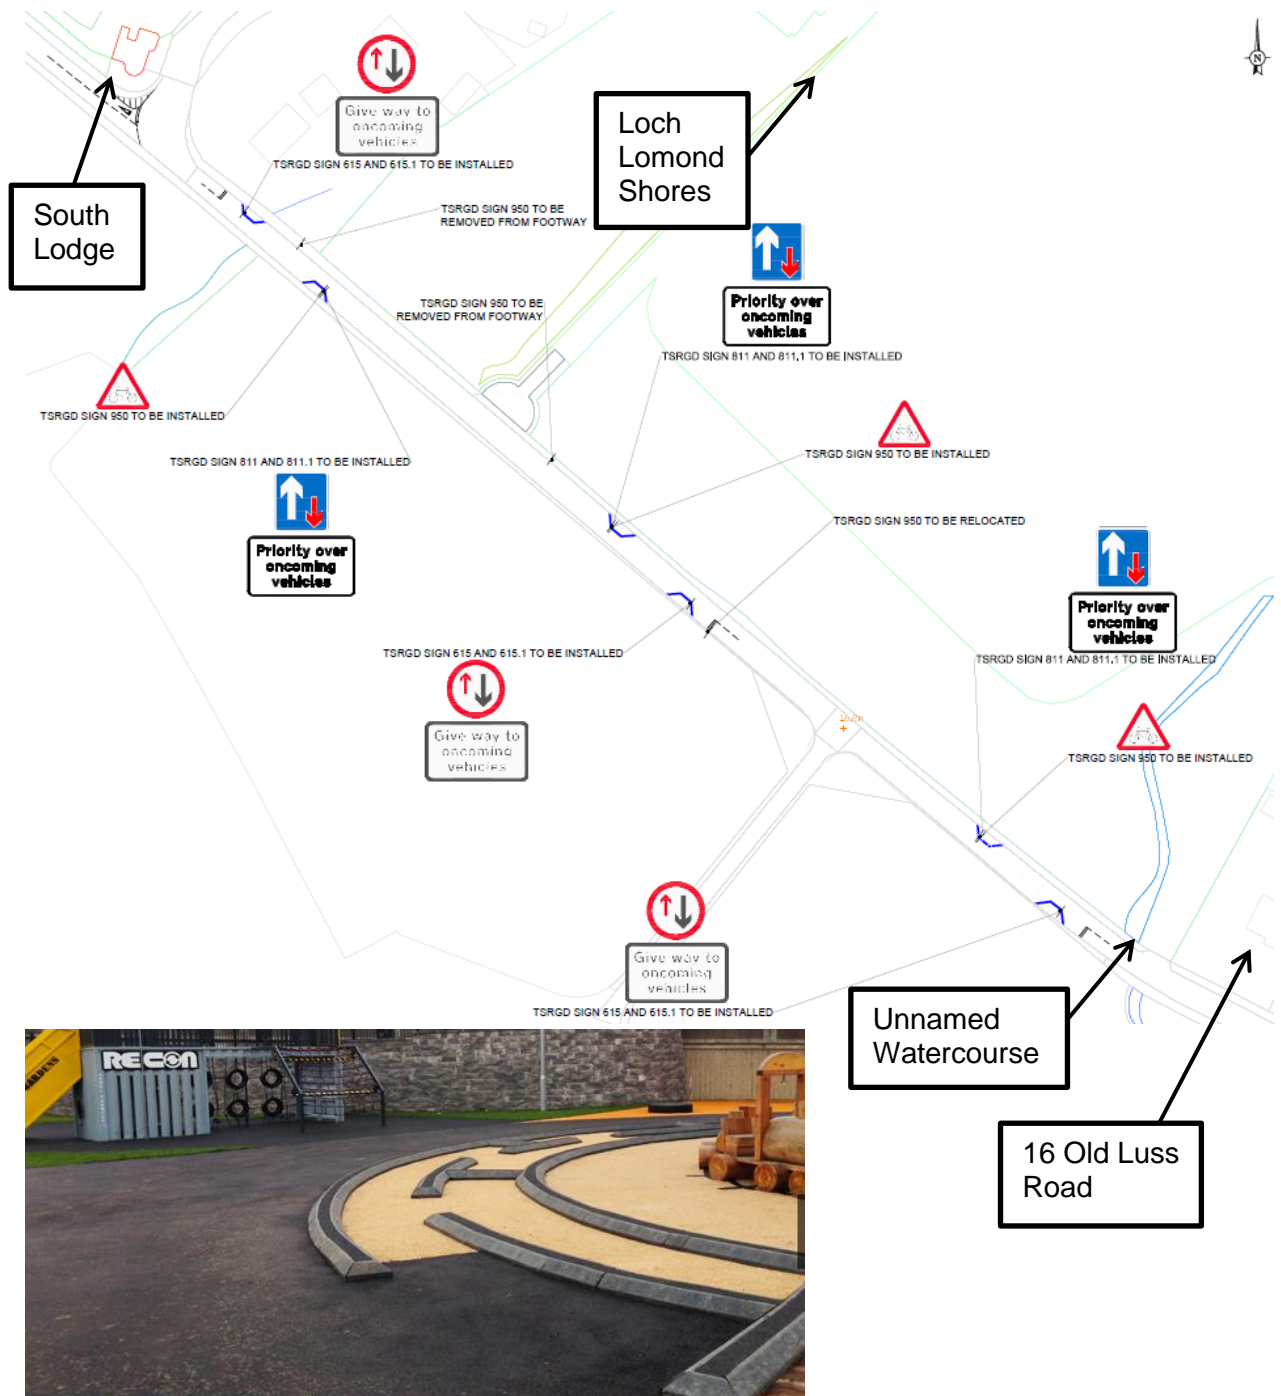 Give way to
oncoming
vehicles
TSRGD SIGN 615 AND 615.1 TO BE INSTALLED
N
Loch
Lomond
Shores
South
Lodge
TSRGD SIGN 950 TO BE
REMOVED FROM FOOTWAY
TSRGD SIGN 950 TO BE
REMOVED FROM FOOTWAY
Priority over
oncoming
vehicles
TSRGD SIGN 811 AND 811.1 TO BE INSTALLED
TSRGD SIGN 950 TO BE INSTALLED
TSRGD SIGN 811 AND 811.1 TO BE INSTALLED
Priority over
oncoming
vehicles
TSRGD SIGN 950 TO BE INSTALLED
TSRGD SIGN 950 TO BE RELOCATED
Priority over
oncoming
vehicles
TSRGD SIGN 811 AND 811.1 TO BE INSTALLED
TSRGD SIGN 615 AND 615.1 TO BE INSTALLED
Give way to
oncoming
vehicles
TSRGD SIGN 950 TO BE INSTALLED
Give way to
oncoming
vehicles
TSRGD SIGN 615 AND 615.1 TO BE INSTALLED
Unnamed
Watercourse
16 Old Luss
Road
RECON